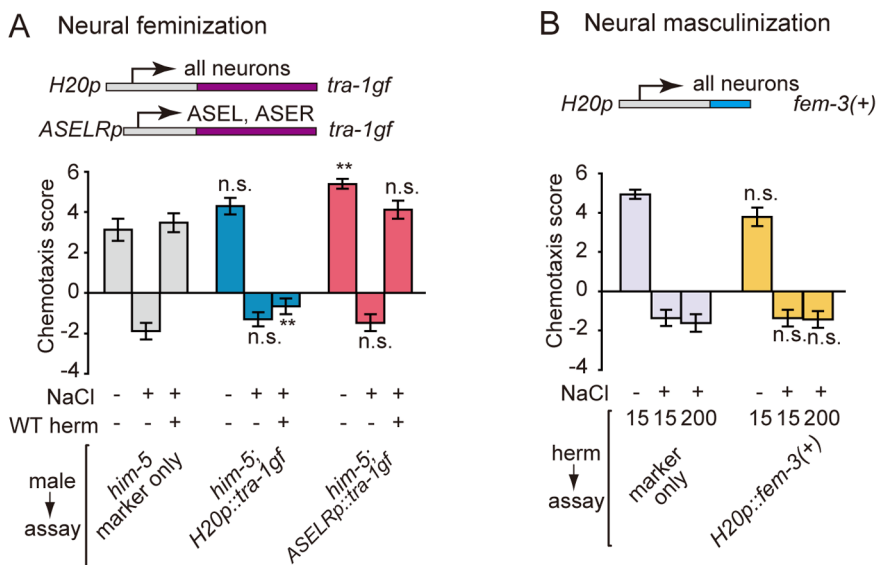 A Neural feminization
H20p all neurons tra-1gf
ASELRp ASEL, ASER tra-1gf
Chemotaxis score
6
4
2
0
-2
-4
n.s.
**
n.s.
n.s.
**
n.s.
NaCl - + + - + + - + +
WT herm - - + - - + - - +
male
assay
him-5
marker only
him-5;
H20p::tra-1gf
him-5;
ASELRp::tra-1gf
B Neural masculinization
H20p all neurons fem-3(+)
Chemotaxis score
6
4
2
0
-2
-4
n.s.
n.s. n.s.
NaCl - + + - + +
15 15 200 15 15 200
herm
assay
marker
only
H20p::fem-3(+)